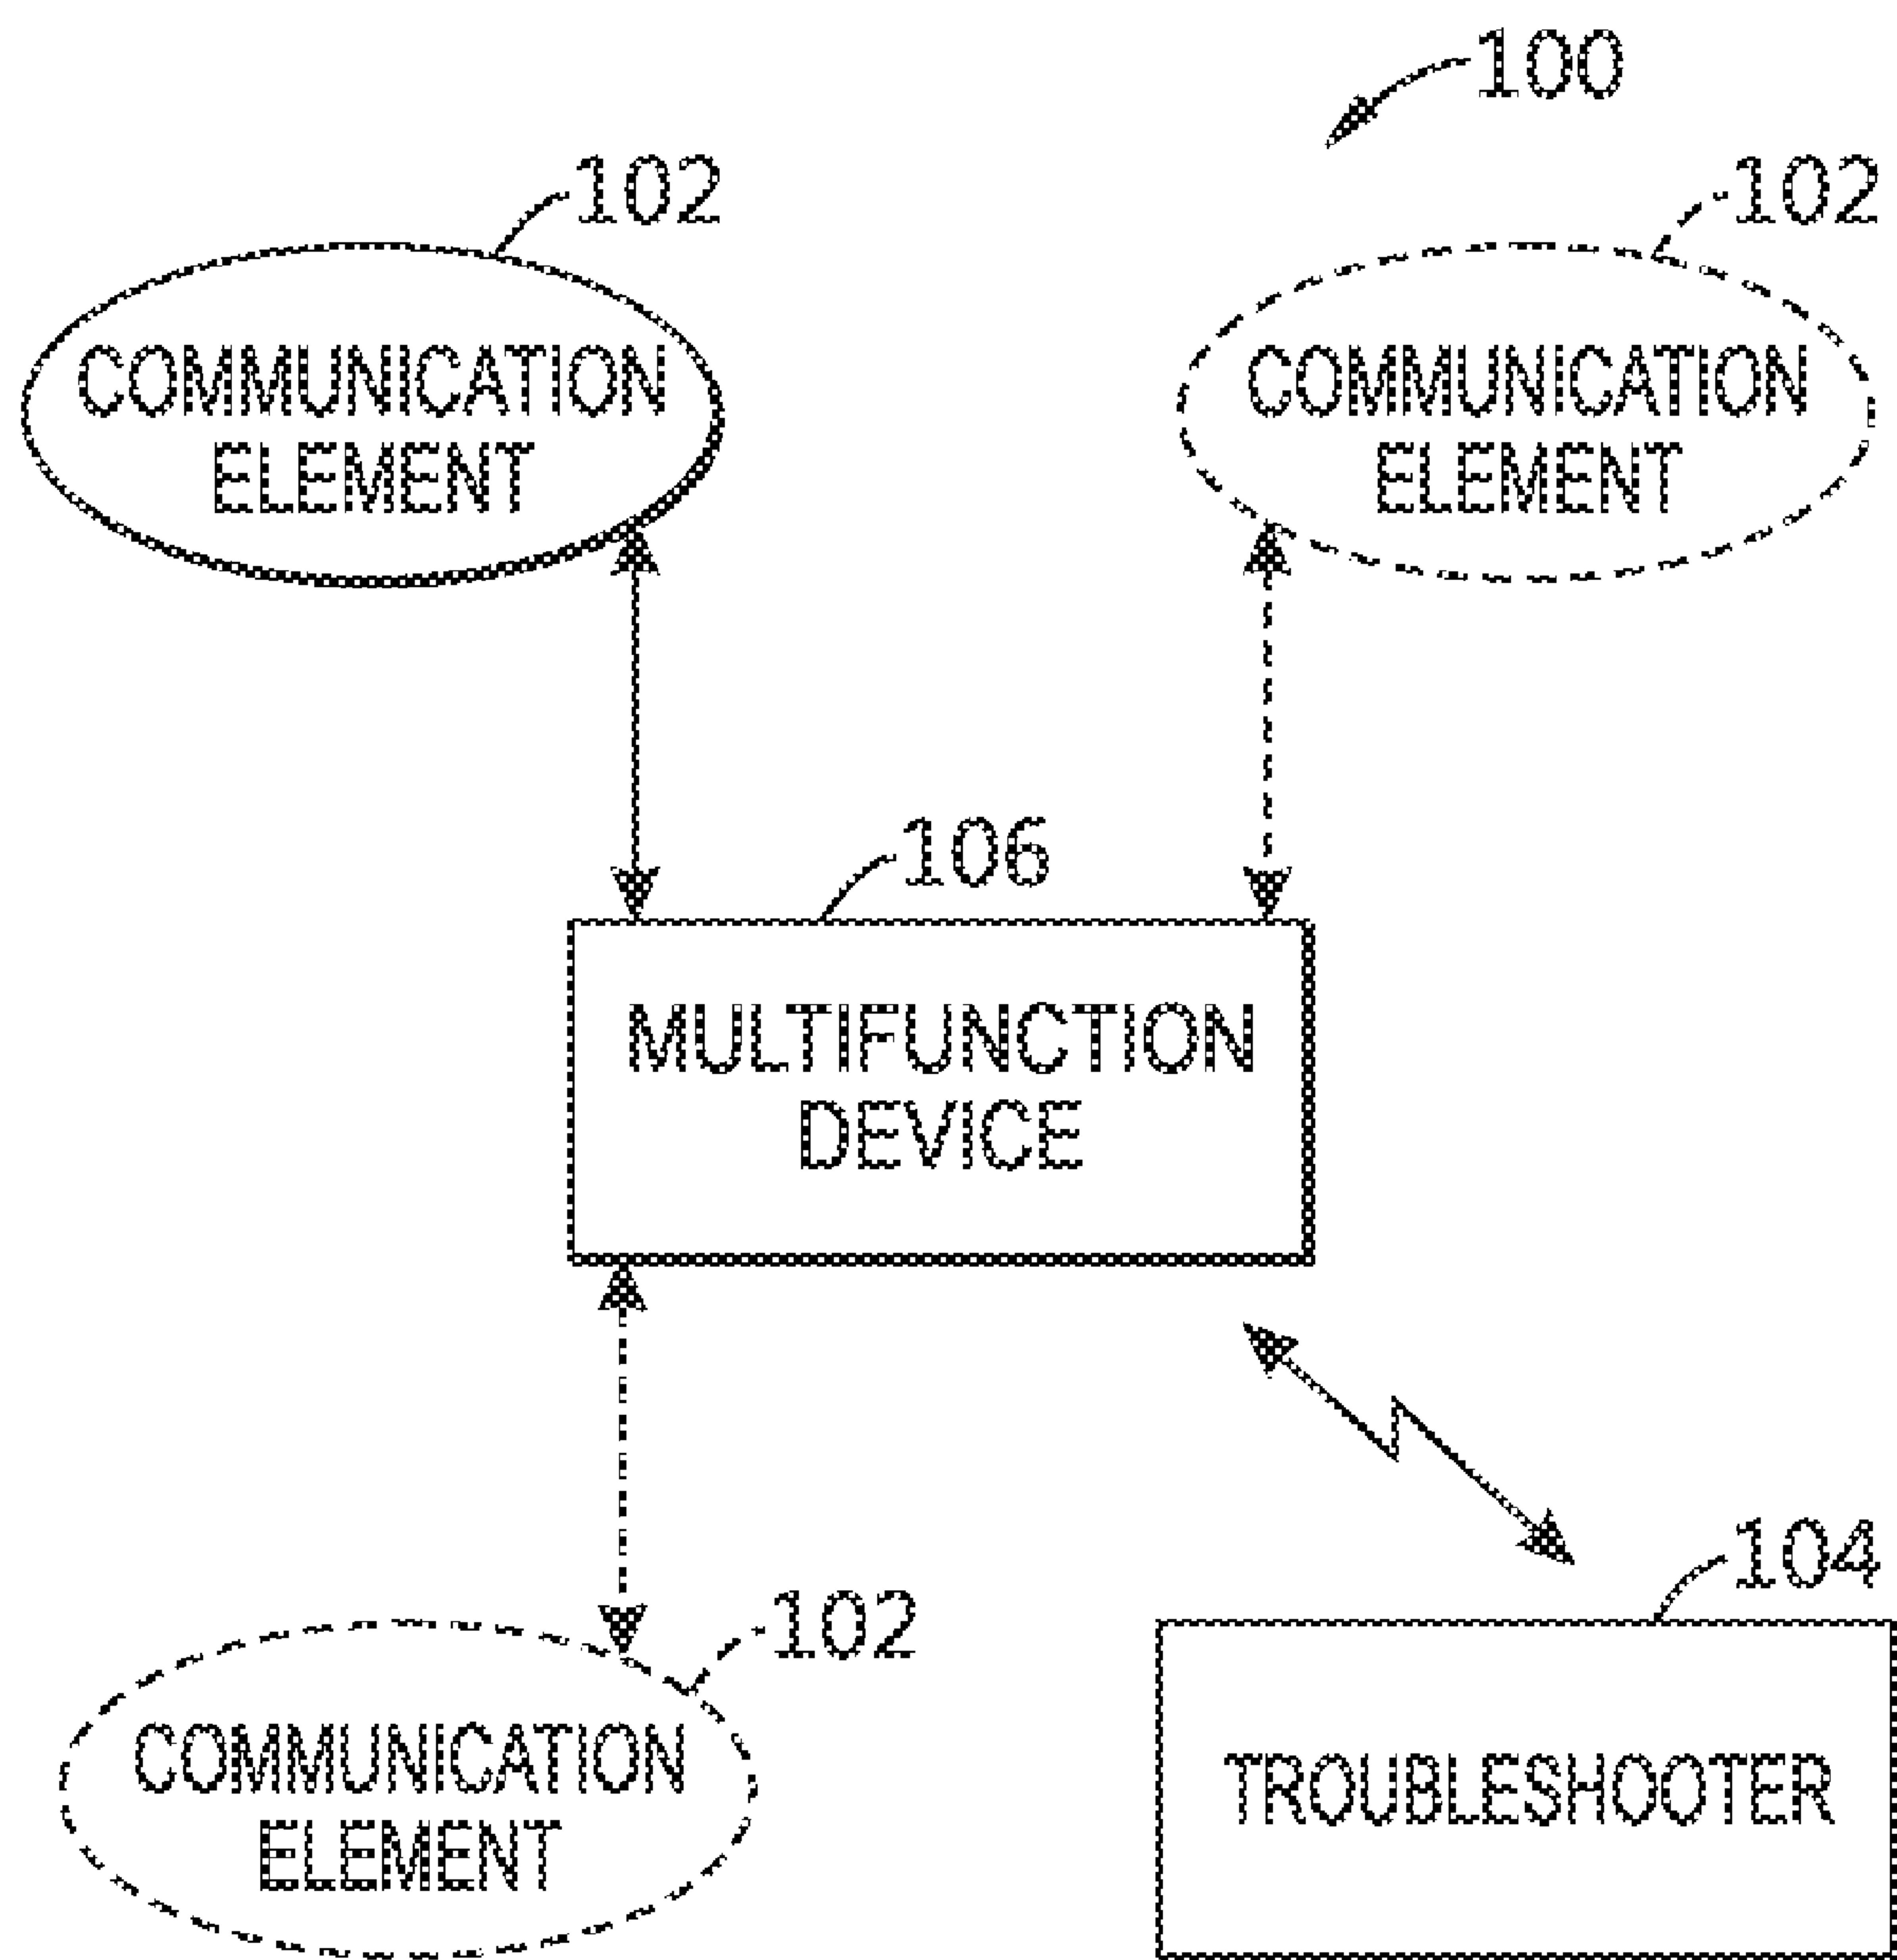 100
102
102
COMMUNICATION
ELEMENT
COMMUNICATION
ELEMENT
106
MULTIFUNCTION
DEVICE
104
102
COMMUNICATION
ELEMENT
TROUBLESHOOTER